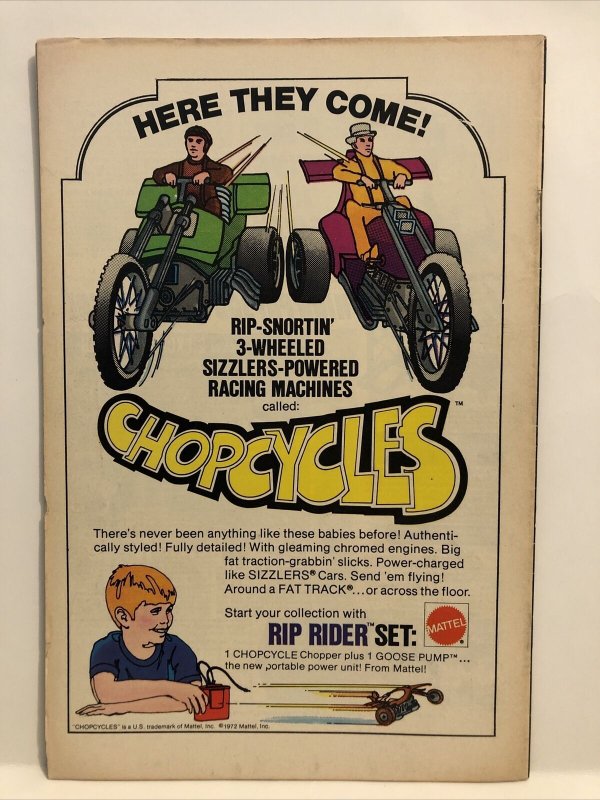 HERE THEY COME!
RIP-SNORTIN'
3-WHEELED
SIZZLERS-POWERED
RACING MACHINES
called:
CHOPCYCLES™
There's never been anything like these babies before! Authenti-
cally styled! Fully detailed! With gleaming chromed engines. Big
fat traction-grabbin' slicks. Power-charged
like SIZZLERS® Cars. Send 'em flying!
Around a FAT TRACK®...or across the floor.
Start your collection with
RIP RIDER™ SET:
MATTEL®
1 CHOPCYCLE Chopper plus 1 GOOSE PUMP™...
the new portable power unit! From Mattel!
"CHOPCYCLES" is a U.S. trademark of Mattel, Inc. ©1972 Mattel, Inc.